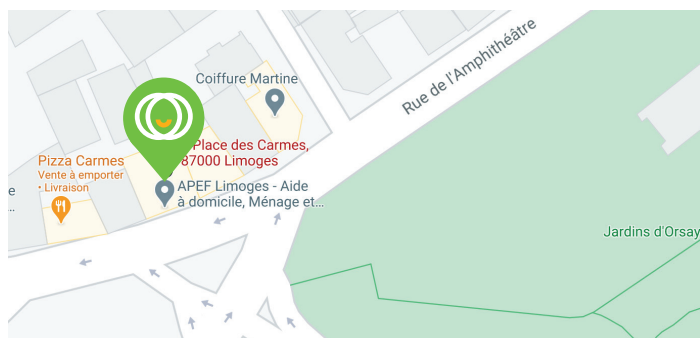 Rue de l'Amphithéâtre
Coiffure Martine
Place des Carmes,
87000 Limoges
Pizza Carmes
Vente à emporter
• Livraison
APEF Limoges - Aide
à domicile, Ménage et...
e
...
Jardins d'Orsay